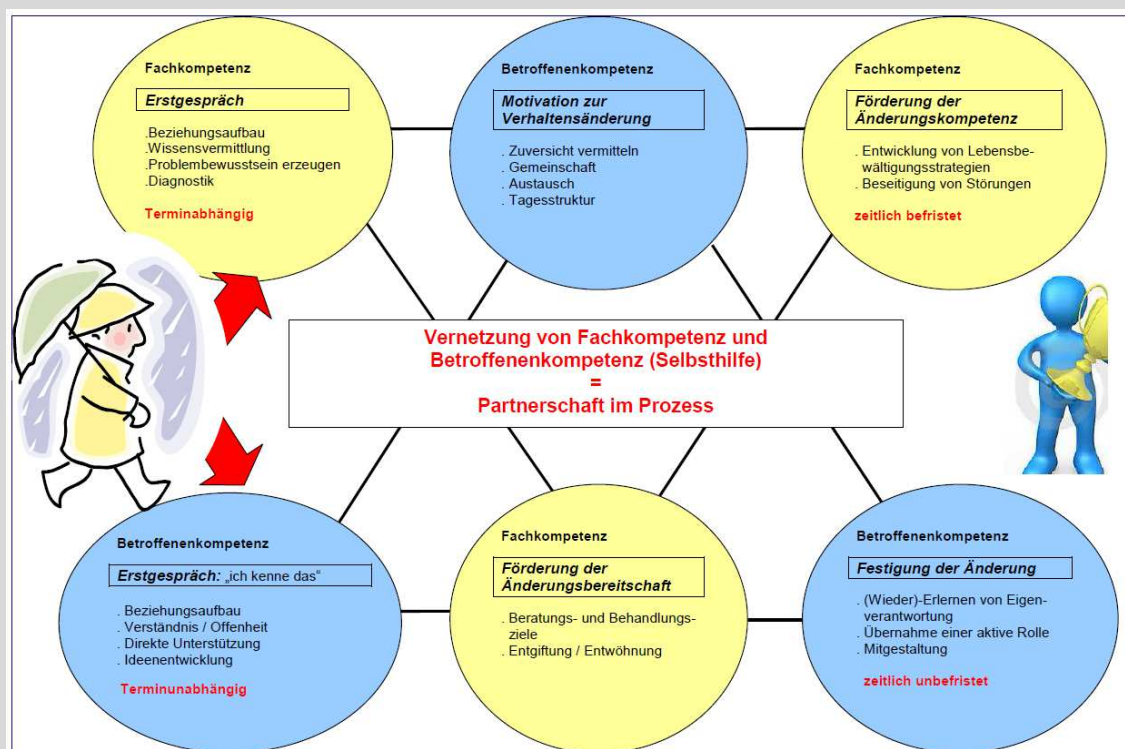 Fachkompetenz
Erstgespräch
.Beziehungsaufbau
.Wissensvermittlung
.Problembewusstsein erzeugen
.Diagnostik
Terminabhängig
Betroffenenkompetenz
Motivation zur
Verhaltensänderung
. Zuversicht vermitteln
. Gemeinschaft
. Austausch
. Tagesstruktur
Fachkompetenz
Förderung der
Änderungskompetenz
. Entwicklung von Lebensbe-
wältigungsstrategien
. Beseitigung von Störungen
zeitlich befristet
Vernetzung von Fachkompetenz und
Betroffenenkompetenz (Selbsthilfe)
=
Partnerschaft im Prozess
Betroffenenkompetenz
Erstgespräch: „ich kenne das“
. Beziehungsaufbau
. Verständnis / Offenheit
. Direkte Unterstützung
. Ideenentwicklung
Terminunabhängig
Fachkompetenz
Förderung der
Änderungsbereitschaft
. Beratungs- und Behandlungs-
ziele
. Entgiftung / Entwöhnung
Betroffenenkompetenz
Festigung der Änderung
. (Wieder)-Erlernen von Eigen-
verantwortung
. Übernahme einer aktive Rolle
. Mitgestaltung
zeitlich unbefristet